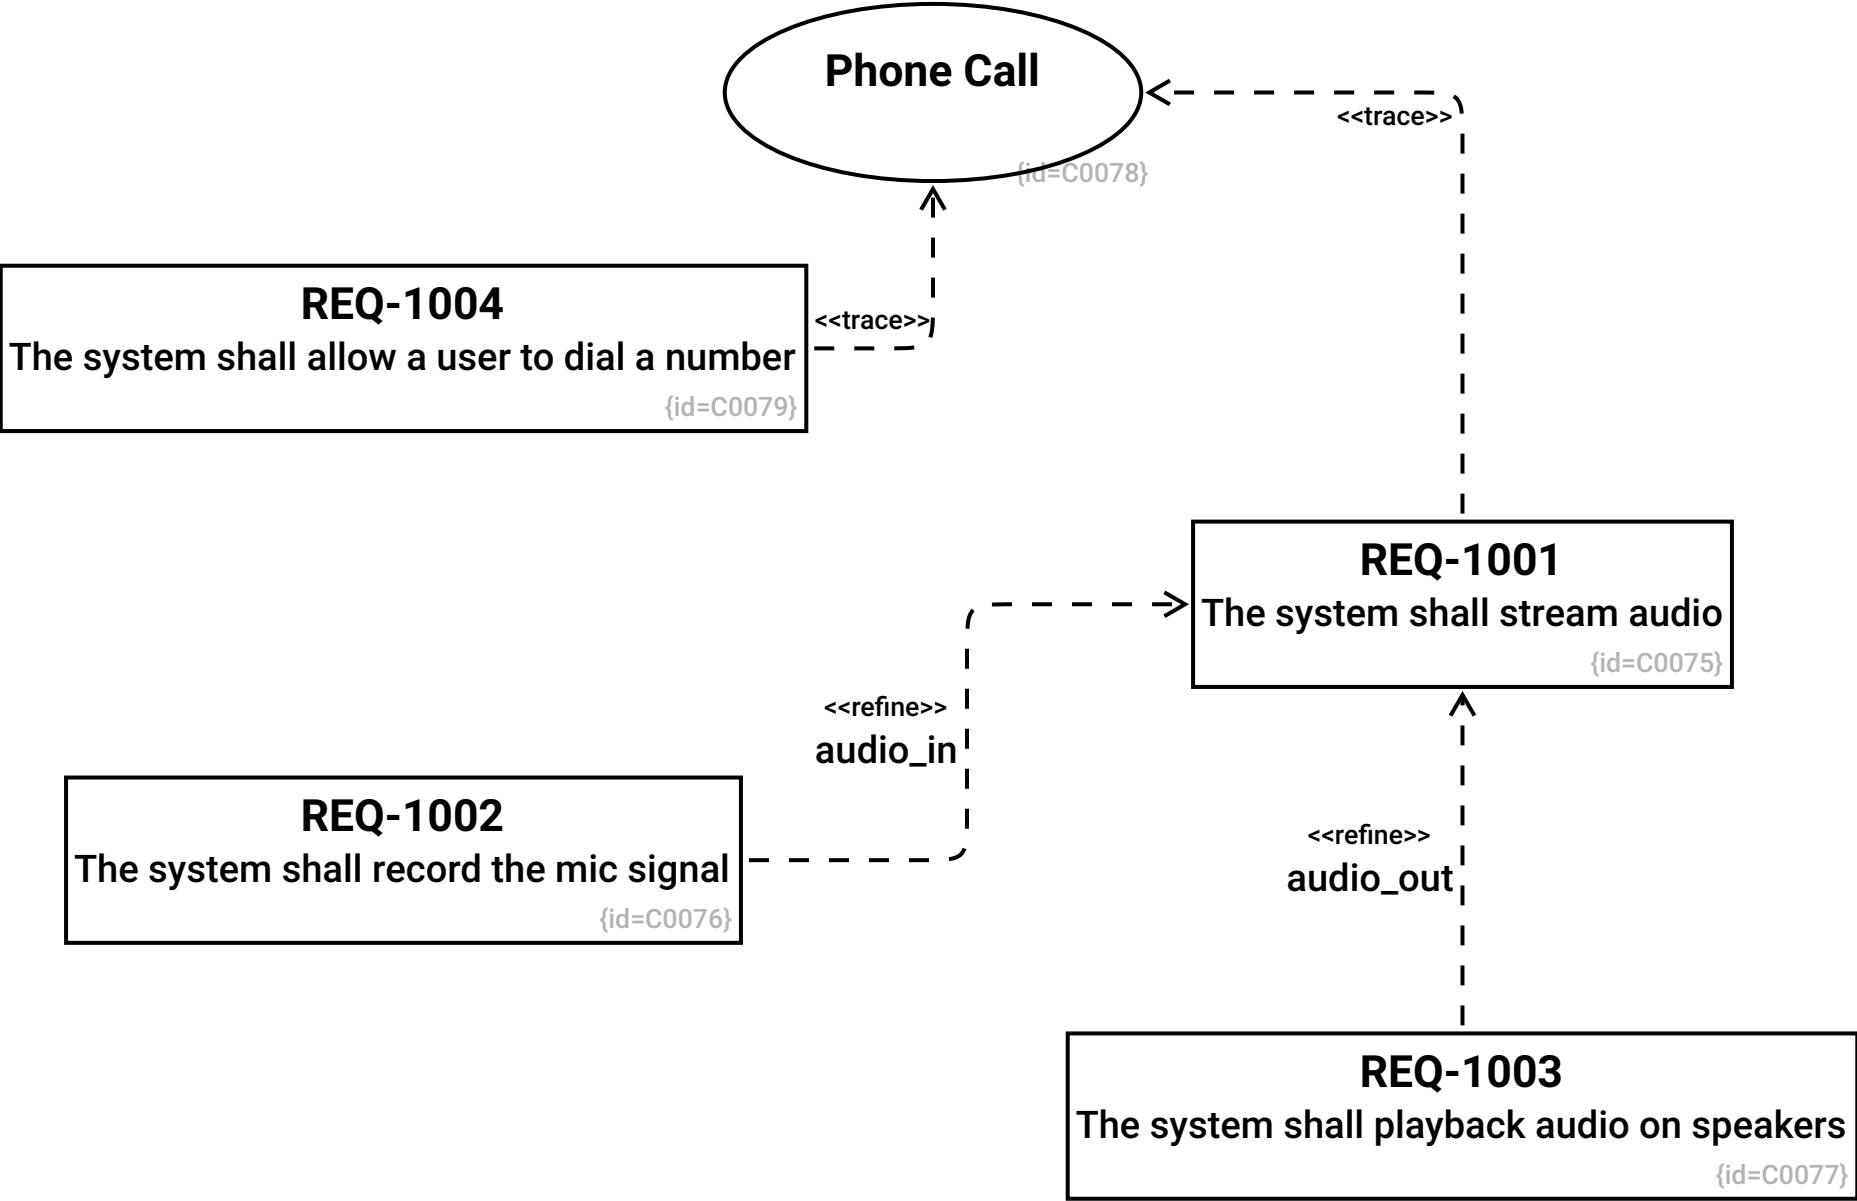 Phone Call
<<trace>>
{id=C0078}
REQ-1004
The system shall allow a user to dial a number
{id=C0079}
<<trace>>
REQ-1001
The system shall stream audio
{id=C0075}
<<refine>>
audio_in
REQ-1002
The system shall record the mic signal
{id=C0076}
<<refine>>
audio_out
REQ-1003
The system shall playback audio on speakers
{id=C0077}